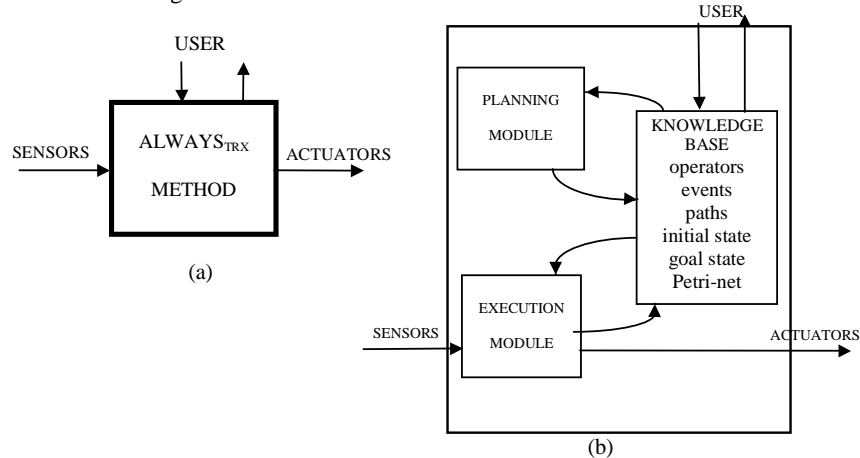 USER
ALWAYSTRX
METHOD
SENSORS
ACTUATORS
(a)
USER
PLANNING
MODULE
KNOWLEDGE
BASE
operators
events
paths
initial state
goal state
Petri-net
EXECUTION
MODULE
SENSORS
ACTUATORS
(b)